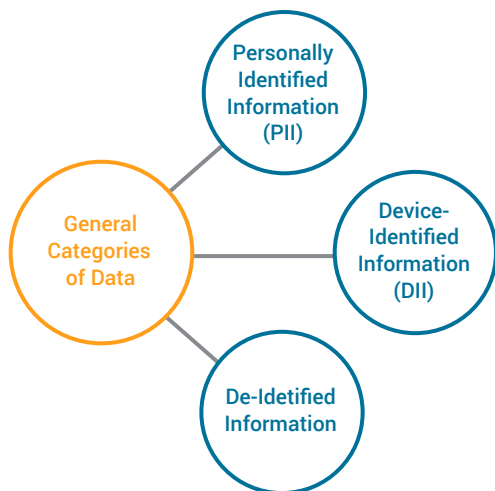 Personally
Identified
Information
(PII)
General
Categories
of Data
Device-
Identified
Information
(DII)
De-Idetified
Information